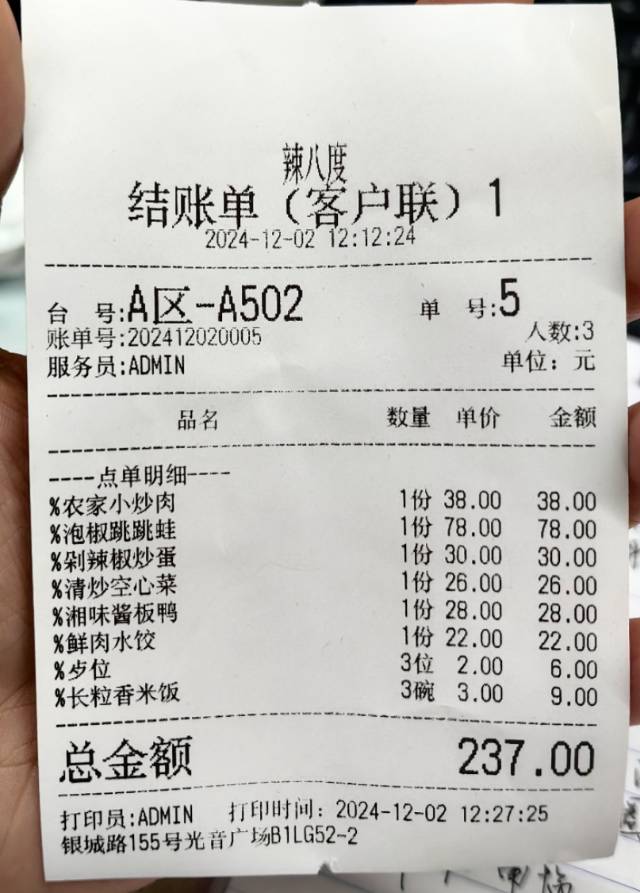 辣八度
结账单（客户联）1
2024-12-02 12:12:24
台 号:A区-A502 单 号:5
账单号:202412020005 人数:3
服务员:ADMIN 单位：元
品名 数量 单价 金额
----点单明细----
%农家小炒肉 1份 38.00 38.00
%泡椒跳跳蛙 1份 78.00 78.00
%剁辣椒炒蛋 1份 30.00 30.00
%清炒空心菜 1份 26.00 26.00
%湘味酱板鸭 1份 28.00 28.00
%鲜肉水饺 1份 22.00 22.00
%歺位 3位 2.00 6.00
%长粒香米饭 3碗 3.00 9.00
总金额 237.00
打印员:ADMIN 打印时间：2024-12-02 12:27:25
银城路155号光音广场B1LG52-2